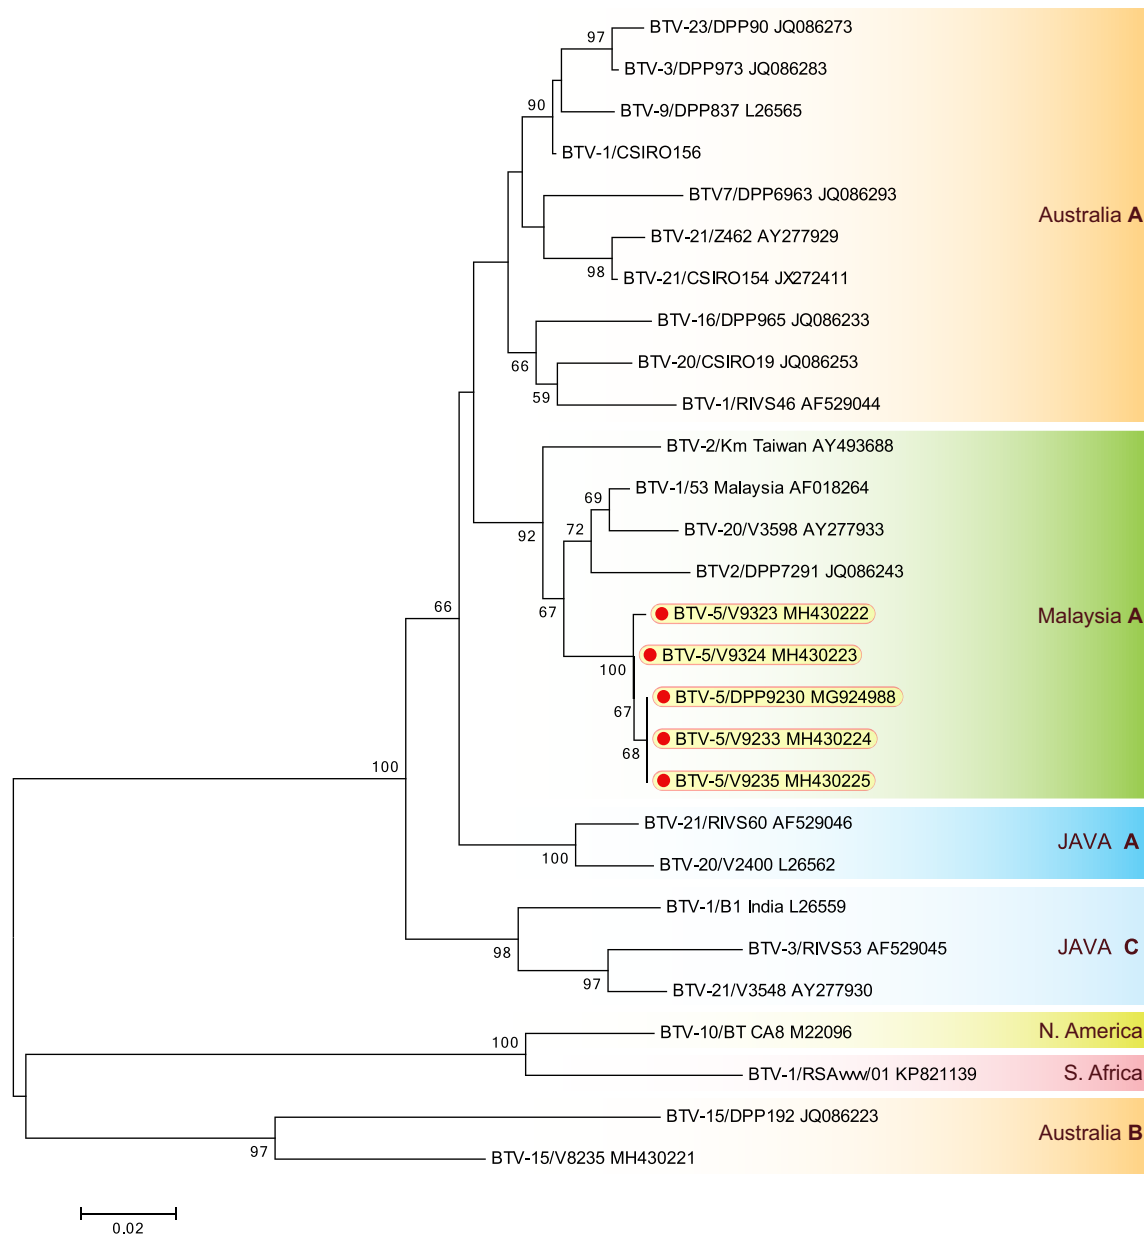 97
BTV-23/DPP90 JQ086273
BTV-3/DPP973 JQ086283
90
BTV-9/DPP837 L26565
BTV-1/CSIRO156
BTV7/DPP6963 JQ086293
Australia A
BTV-21/Z462 AY277929
98
BTV-21/CSIRO154 JX272411
BTV-16/DPP965 JQ086233
66
BTV-20/CSIRO19 JQ086253
59
BTV-1/RIVS46 AF529044
BTV-2/Km Taiwan AY493688
BTV-1/53 Malaysia AF018264
69
92
72
BTV-20/V3598 AY277933
BTV2/DPP7291 JQ086243
66
67
BTV-5/V9323 MH430222
Malaysia A
BTV-5/V9324 MH430223
100
BTV-5/DPP9230 MG924988
67
BTV-5/V9233 MH430224
68
100
BTV-5/V9235 MH430225
BTV-21/RIVS60 AF529046
JAVA A
100
BTV-20/V2400 L26562
BTV-1/B1 India L26559
98
BTV-3/RIVS53 AF529045
JAVA C
97
BTV-21/V3548 AY277930
BTV-10/BT CA8 M22096
N. America
100
BTV-1/RSAvvvv/01 KP821139
S. Africa
BTV-15/DPP192 JQ086223
Australia B
97
BTV-15/V8235 MH430221
0.02